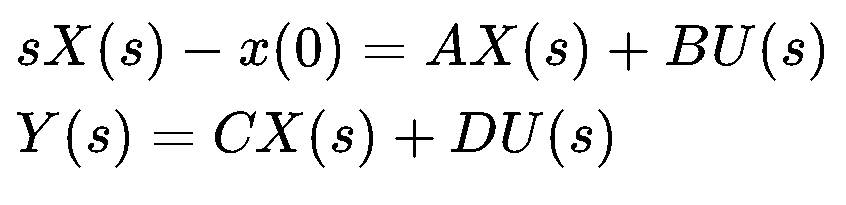 sX(s) − x(0) = AX(s) + BU(s)
Y(s) = CX(s) + DU(s)